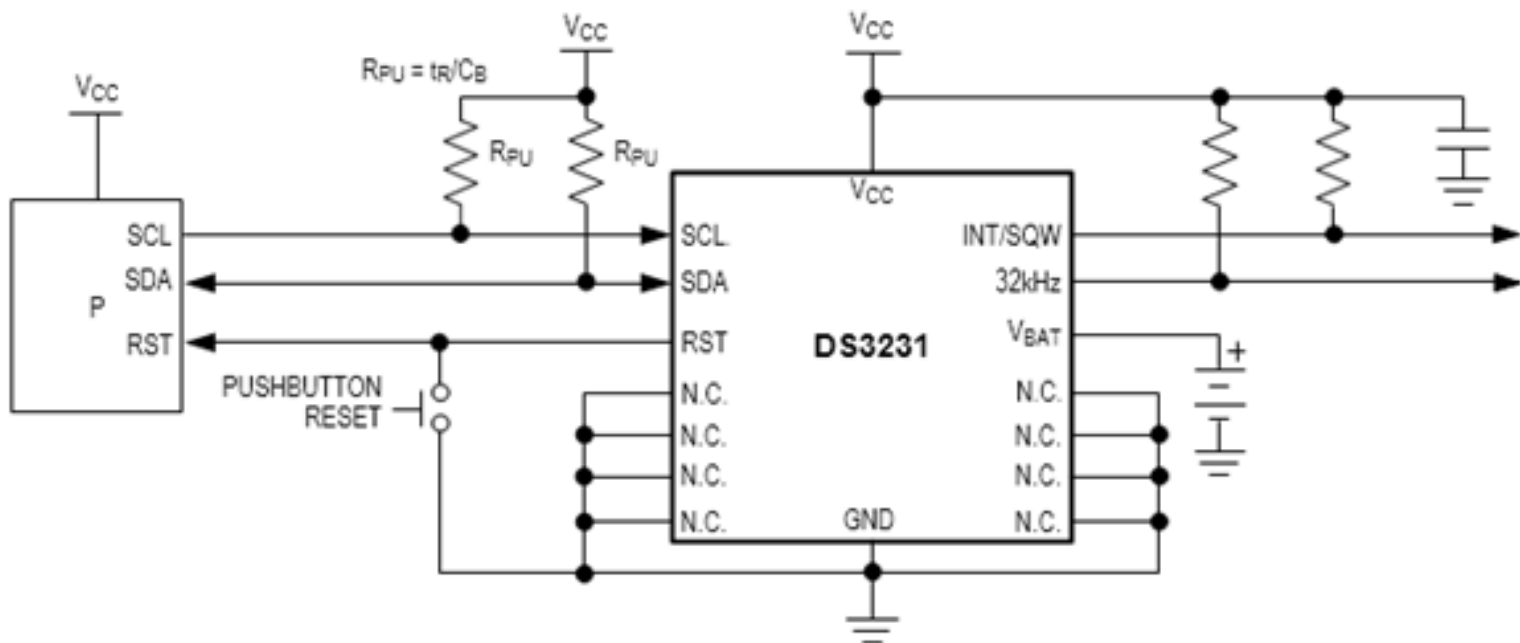 VCC
VCC
VCC
RPU = tR/CB
RPU
RPU
VCC
SCL
SCL.
INT/SQW
SDA
SDA
32kHz
P
RST
RST
DS3231
VBAT
+
PUSHBUTTON
RESET
N.C.
N.C.
N.C.
N.C.
N.C.
N.C.
N.C.
GND
N.C.